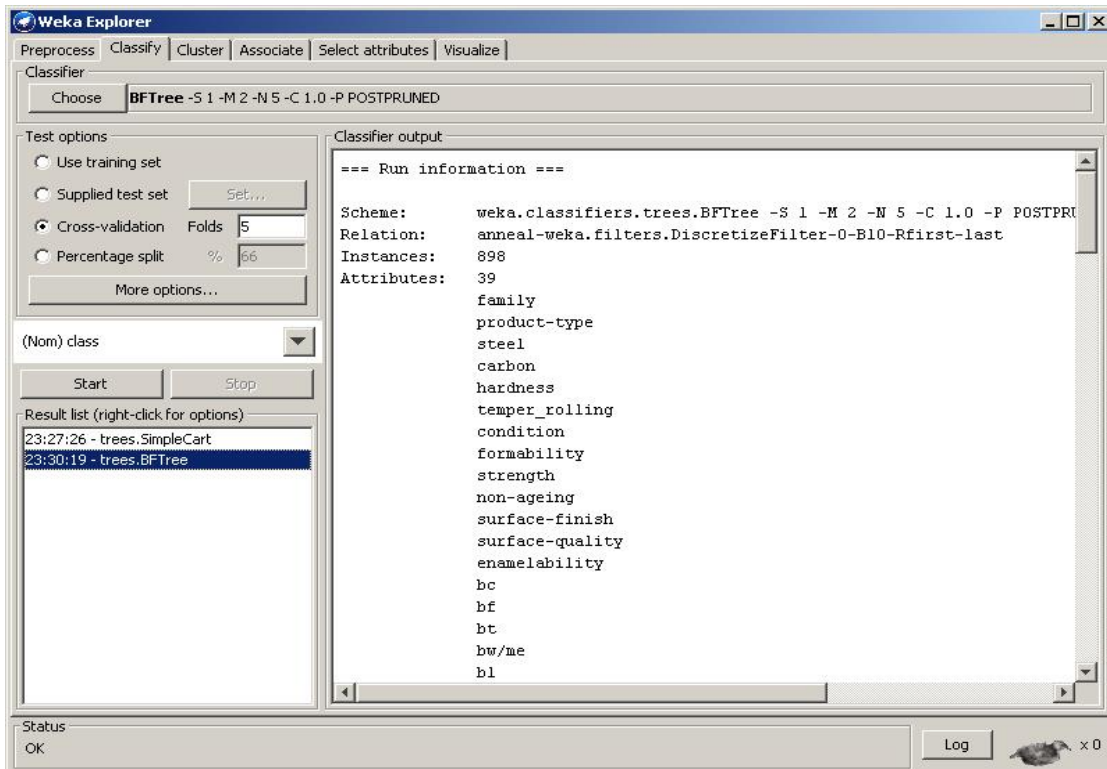 Weka Explorer
Preprocess Classify Cluster Associate Select attributes Visualize
Classifier
Choose BFTree -S 1 -M 2 -N 5 -C 1.0 -P POSTPRUNED
Test options
Use training set
Supplied test set Set...
Cross-validation Folds 5
Percentage split % 66
More options...
(Nom) class
Start Stop
Result list (right-click for options)
23:27:26 - trees.SimpleCart
23:30:19 - trees.BFTree
Classifier output
=== Run information ===
Scheme: weka.classifiers.trees.BFTree -S 1 -M 2 -N 5 -C 1.0 -P POSTPRU
Relation: anneal-weka.filters.DiscretizeFilter-O-B10-Rfirst-last
Instances: 898
Attributes: 39
family
product-type
steel
carbon
hardness
temper_rolling
condition
formability
strength
non-ageing
surface-finish
surface-quality
enamelability
bc
bf
bt
bw/me
bl
Status
OK
Log x 0